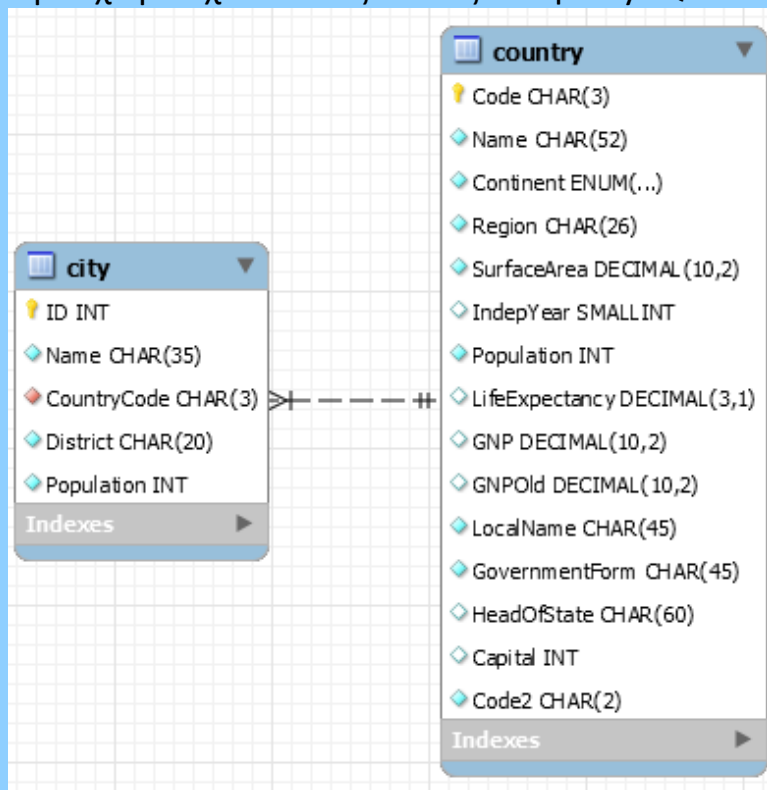 country
Code CHAR(3)
Name CHAR(52)
Continent ENUM(...)
Region CHAR(26)
SurfaceArea DECIMAL(10,2)
IndepYear SMALLINT
Population INT
LifeExpectancy DECIMAL(3,1)
GNP DECIMAL(10,2)
GNPOld DECIMAL(10,2)
LocalName CHAR(45)
GovernmentForm CHAR(45)
HeadOfState CHAR(60)
Capital INT
Code2 CHAR(2)
Indexes
city
ID INT
Name CHAR(35)
CountryCode CHAR(3)
District CHAR(20)
Population INT
Indexes